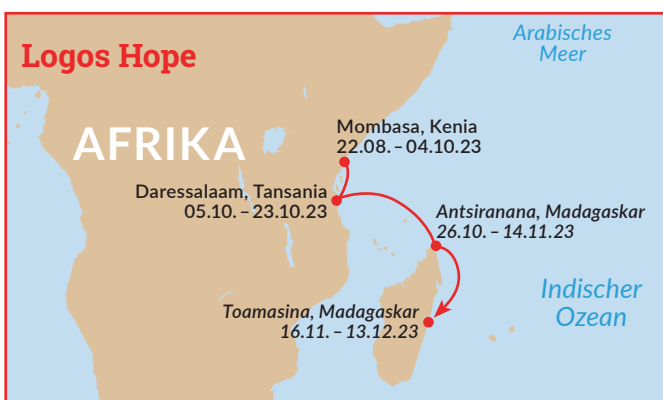 Logos Hope
Arabisches
Meer
AFRIKA
Mombasa, Kenia
22.08. – 04.10.23
Daressalaam, Tansania
05.10. – 23.10.23
Antsiranana, Madagaskar
26.10. – 14.11.23
Indischer
Ozean
Toamasina, Madagaskar
16.11. – 13.12.23